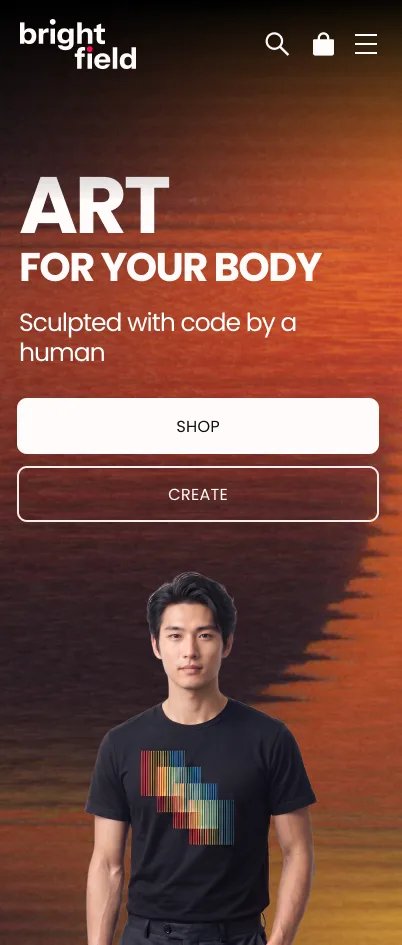 bright
field
ART
FOR YOUR BODY
Sculpted with code by a
human
SHOP
CREATE